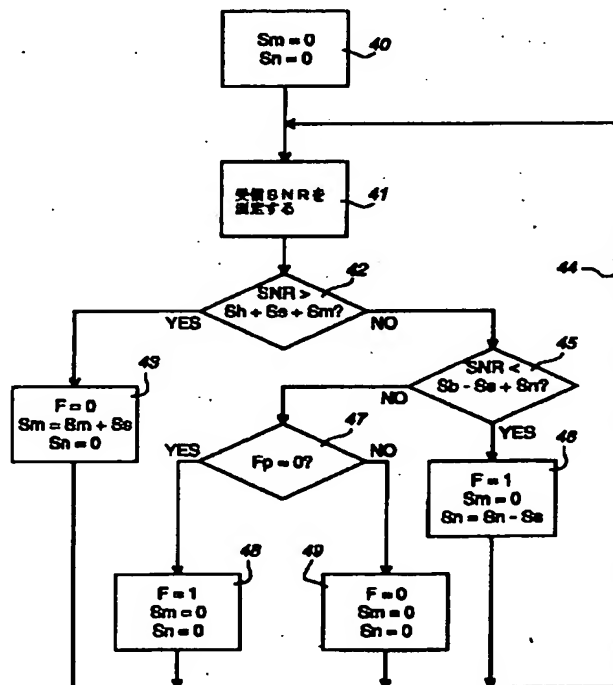 Sm = 0
Sn = 0
40
受信SNRを
測定する
41
42
SNR >
Sh + Ss + Sm?
YES
NO
44
43
F = 0
Sm = Sm + Ss
Sn = 0
45
SNR <
Sb - Ss + Sn?
NO
YES
47
Fp = 0?
YES
NO
46
F = 1
Sm = 0
Sn = Sn - Ss
48
F = 1
Sm = 0
Sn = 0
49
F = 0
Sm = 0
Sn = 0